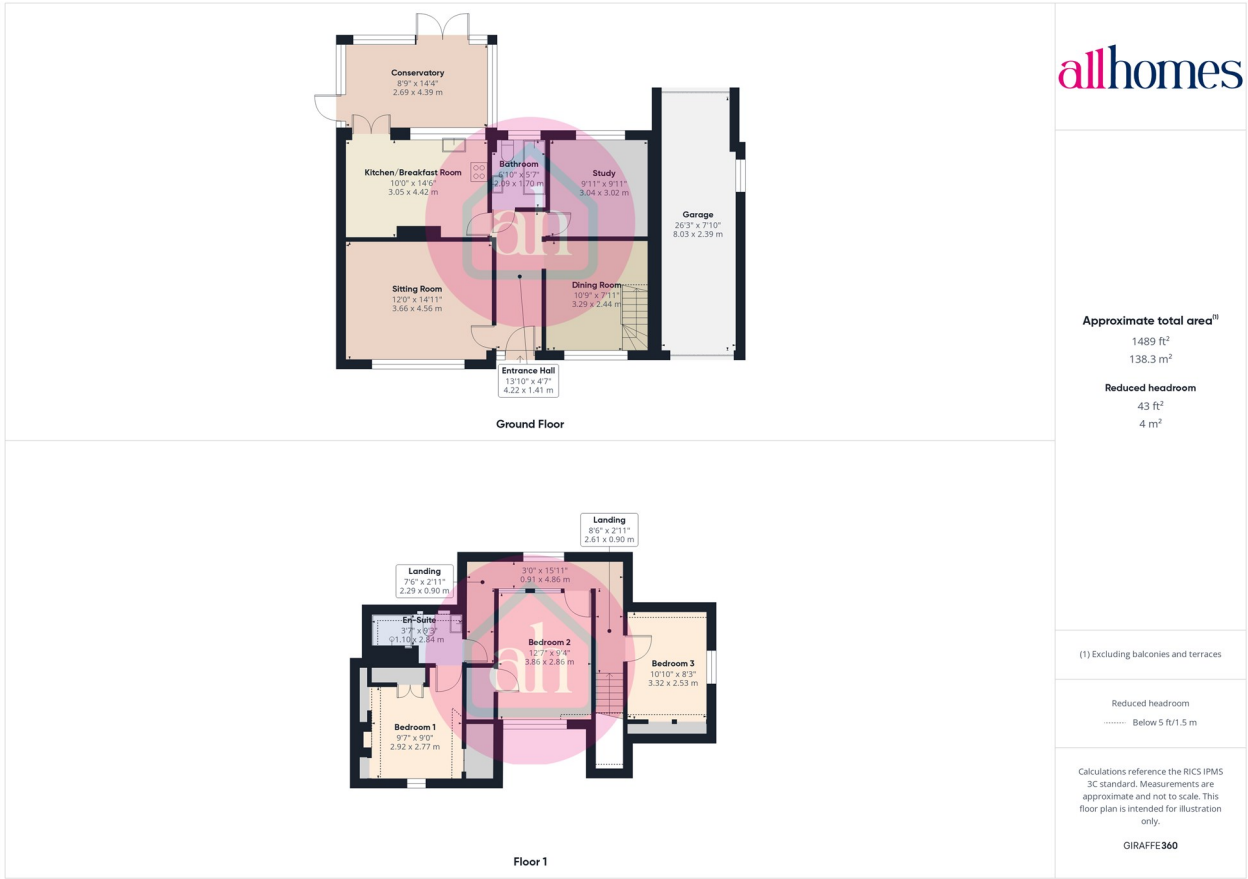 Conservatory
8'9" x 14'4"
2.69 x 4.39 m
Kitchen/Breakfast Room
10'0" x 14'6"
3.05 x 4.42 m
Bathroom
6'10" x 5'7"
2.09 x 1.70 m
Study
9'11" x 9'11"
3.04 x 3.02 m
Garage
26'3" x 7'10"
8.03 x 2.39 m
Sitting Room
12'0" x 14'11"
3.66 x 4.56 m
Dining Room
10'9" x 7'11"
3.29 x 2.44 m
Entrance Hall
13'10" x 4'7"
4.22 x 1.41 m
ah
Ground Floor
Landing
8'6" x 2'11"
2.61 x 0.90 m
Landing
7'6" x 2'11"
2.29 x 0.90 m
3'0" x 15'11"
0.91 x 4.86 m
En-Suite
3'7" x 9'3"
1.10 x 2.84 m
Bedroom 2
12'7" x 9'4"
3.86 x 2.86 m
Bedroom 3
10'10" x 8'3"
3.32 x 2.53 m
Bedroom 1
9'7" x 9'0"
2.92 x 2.77 m
ah
Floor 1
allhomes
Approximate total area(1)
1489 ft²
138.3 m²
Reduced headroom
43 ft²
4 m²
(1) Excluding balconies and terraces
Reduced headroom
Below 5 ft/1.5 m
Calculations reference the RICS IPMS
3C standard. Measurements are
approximate and not to scale. This
floor plan is intended for illustration
only.
GIRAFFE360